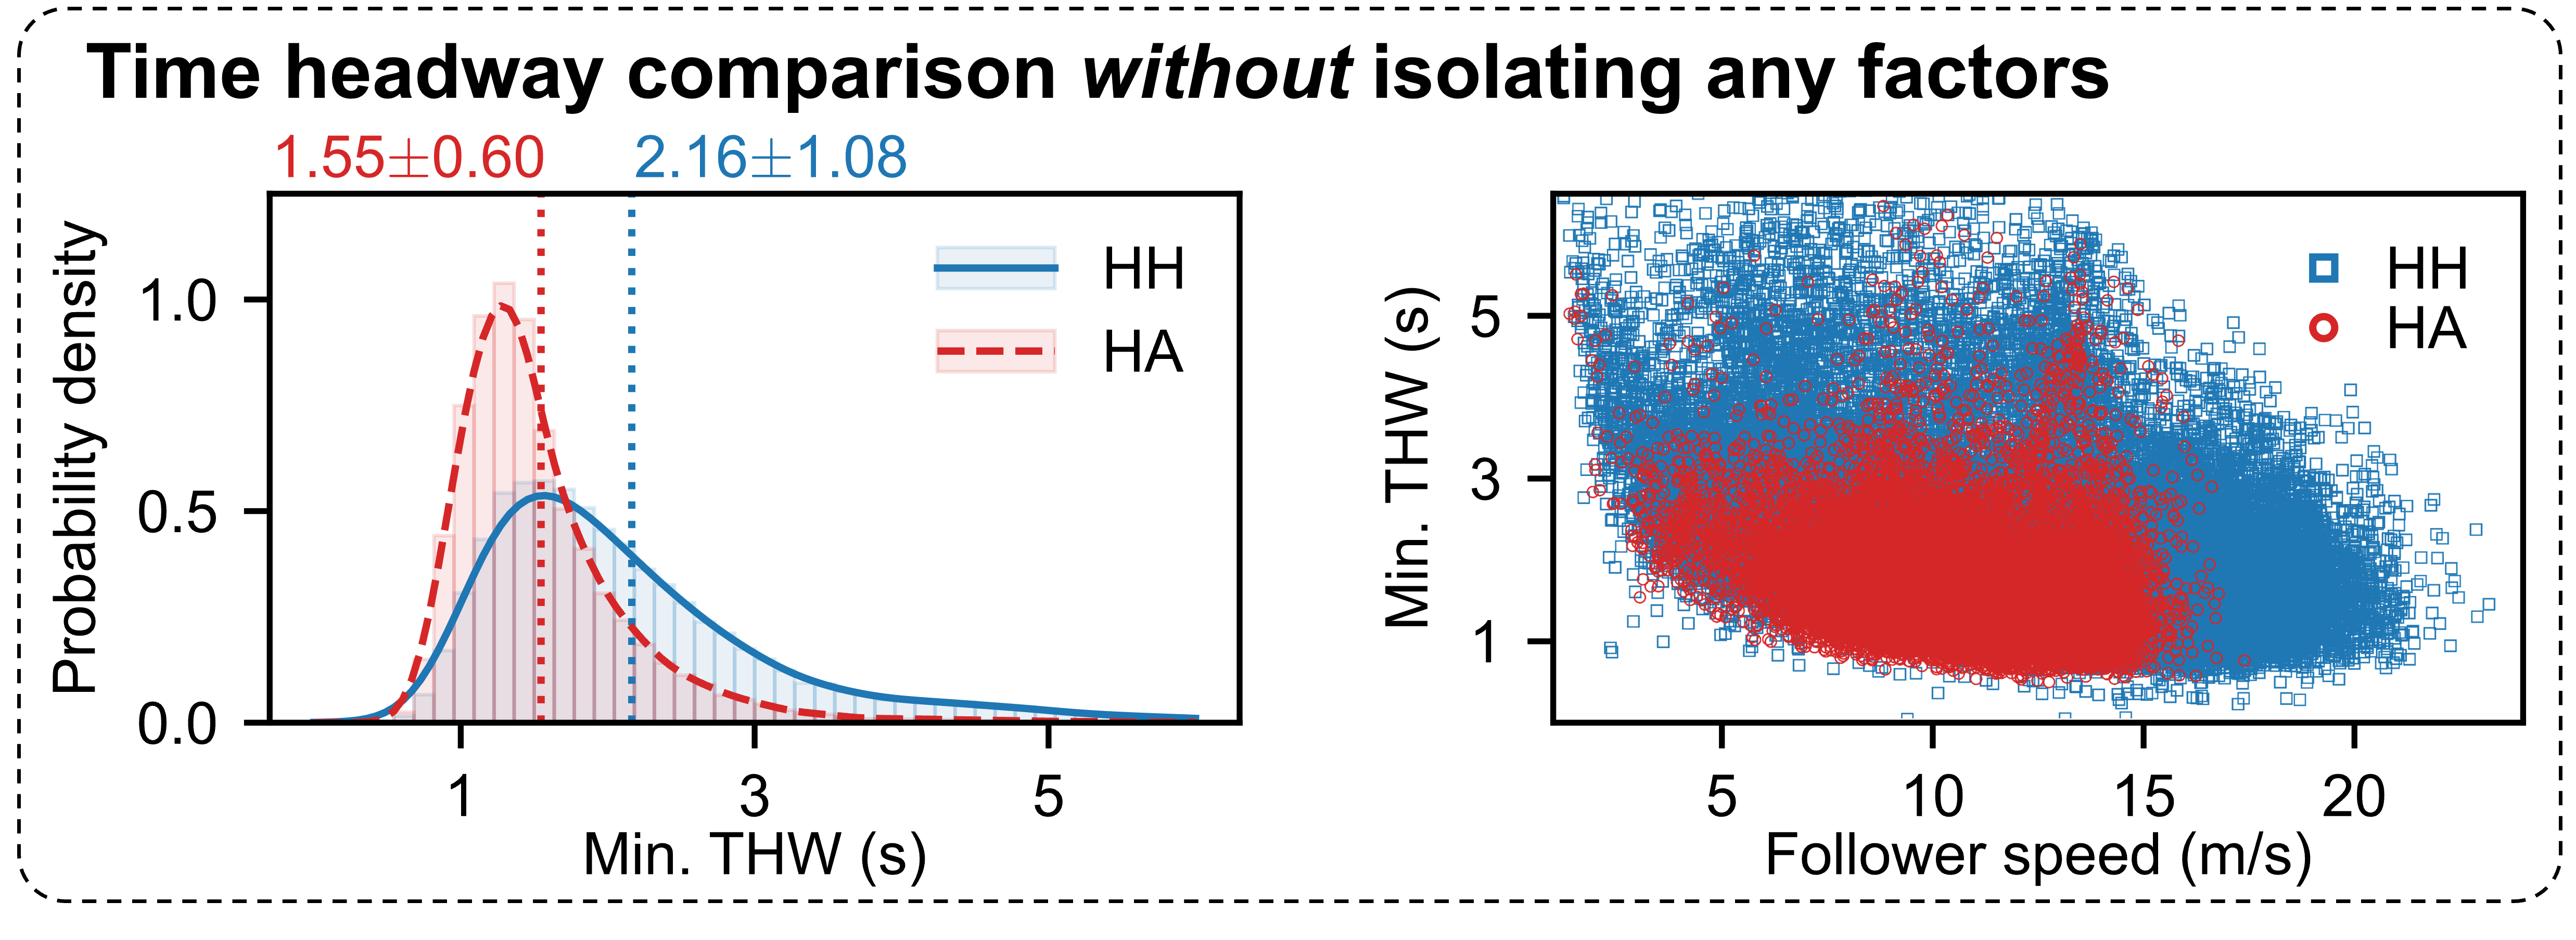 Time headway comparison without isolating any factors
1.55±0.60
2.16±1.08
Probability density
1.0
0.5
0.0
HH
HA
1
3
5
Min. THW (s)
Min. THW (s)
5
3
1
HH
HA
5
10
15
20
Follower speed (m/s)